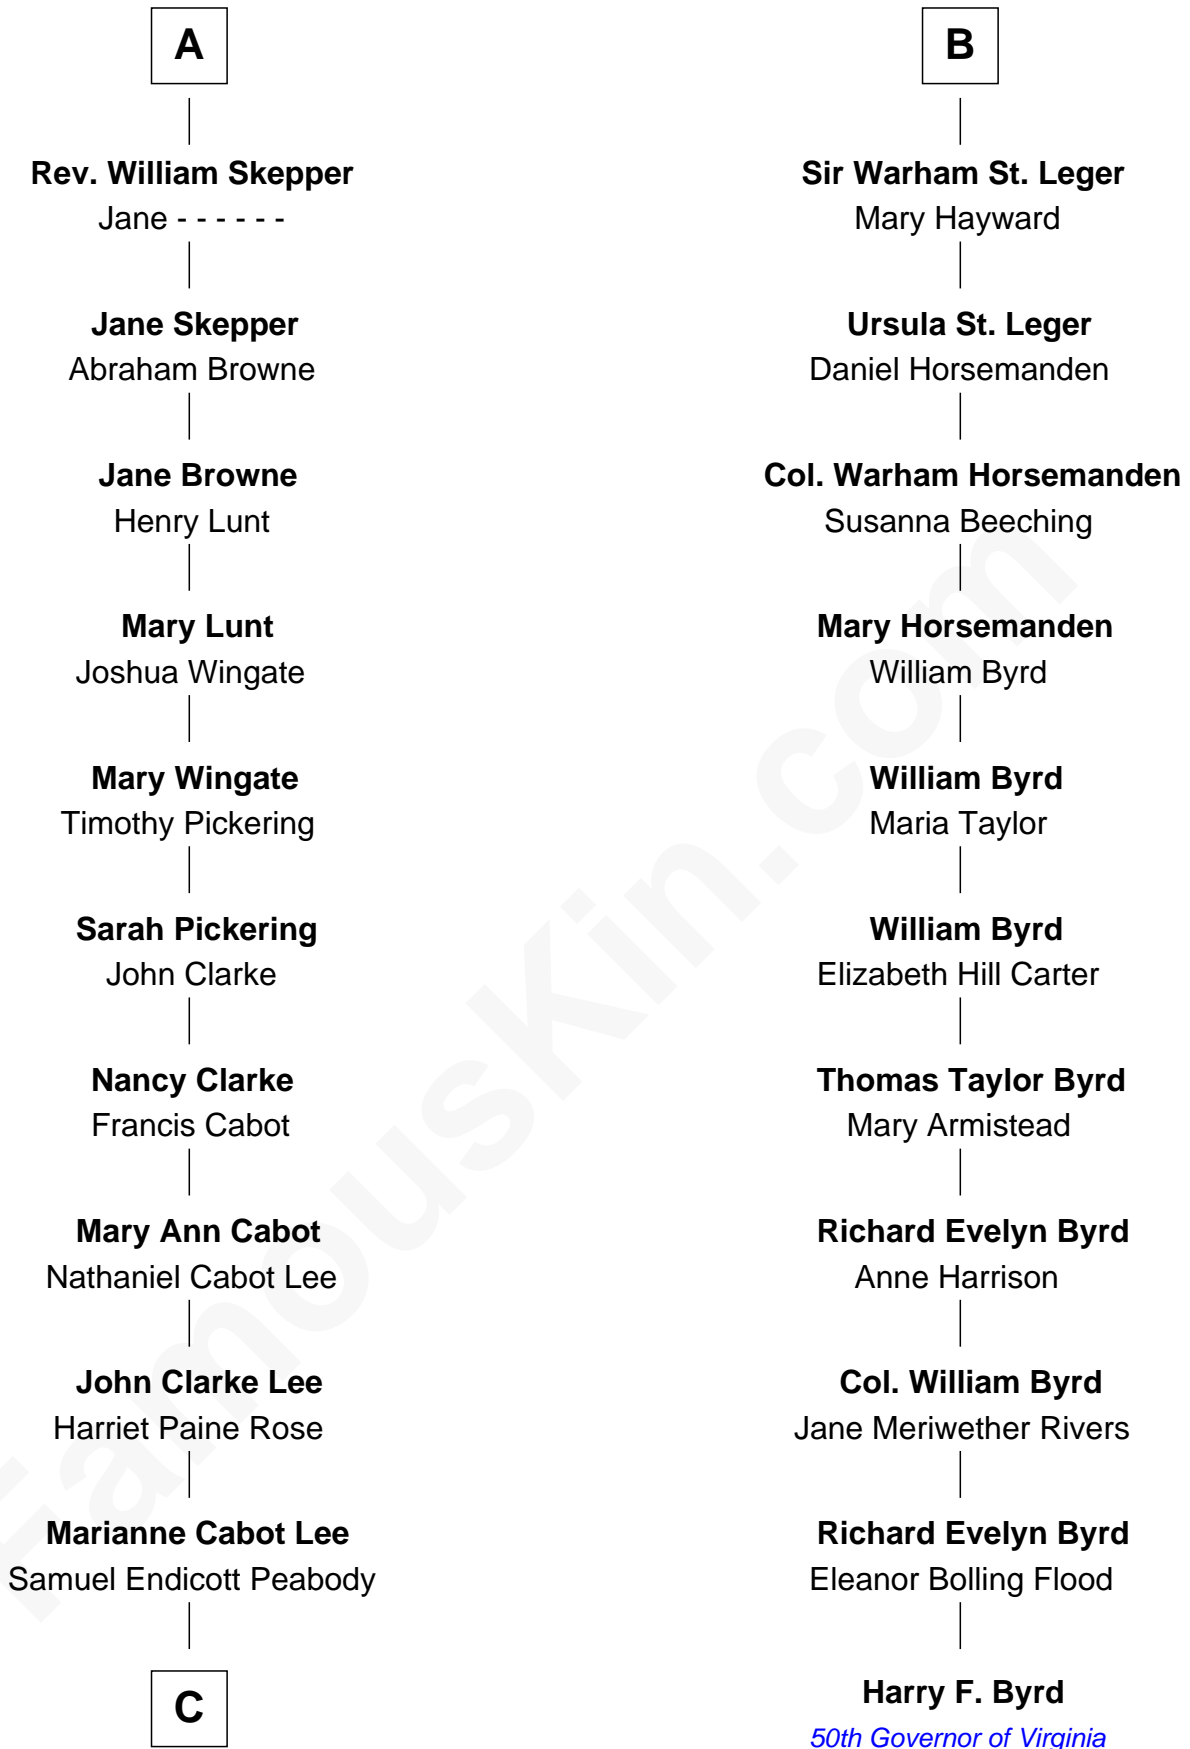 A
Rev. William Skepper
Jane - - - - - -
Jane Skepper
Abraham Browne
Jane Browne
Henry Lunt
Mary Lunt
Joshua Wingate
Mary Wingate
Timothy Pickering
Sarah Pickering
John Clarke
Nancy Clarke
Francis Cabot
Mary Ann Cabot
Nathaniel Cabot Lee
John Clarke Lee
Harriet Paine Rose
Marianne Cabot Lee
Samuel Endicott Peabody
C
B
Sir Warham St. Leger
Mary Hayward
Ursula St. Leger
Daniel Horsemanden
Col. Warham Horsemanden
Susanna Beeching
Mary Horsemanden
William Byrd
William Byrd
Maria Taylor
William Byrd
Elizabeth Hill Carter
Thomas Taylor Byrd
Mary Armistead
Richard Evelyn Byrd
Anne Harrison
Col. William Byrd
Jane Meriwether Rivers
Richard Evelyn Byrd
Eleanor Bolling Flood
Harry F. Byrd
50th Governor of Virginia
FamousKin.com